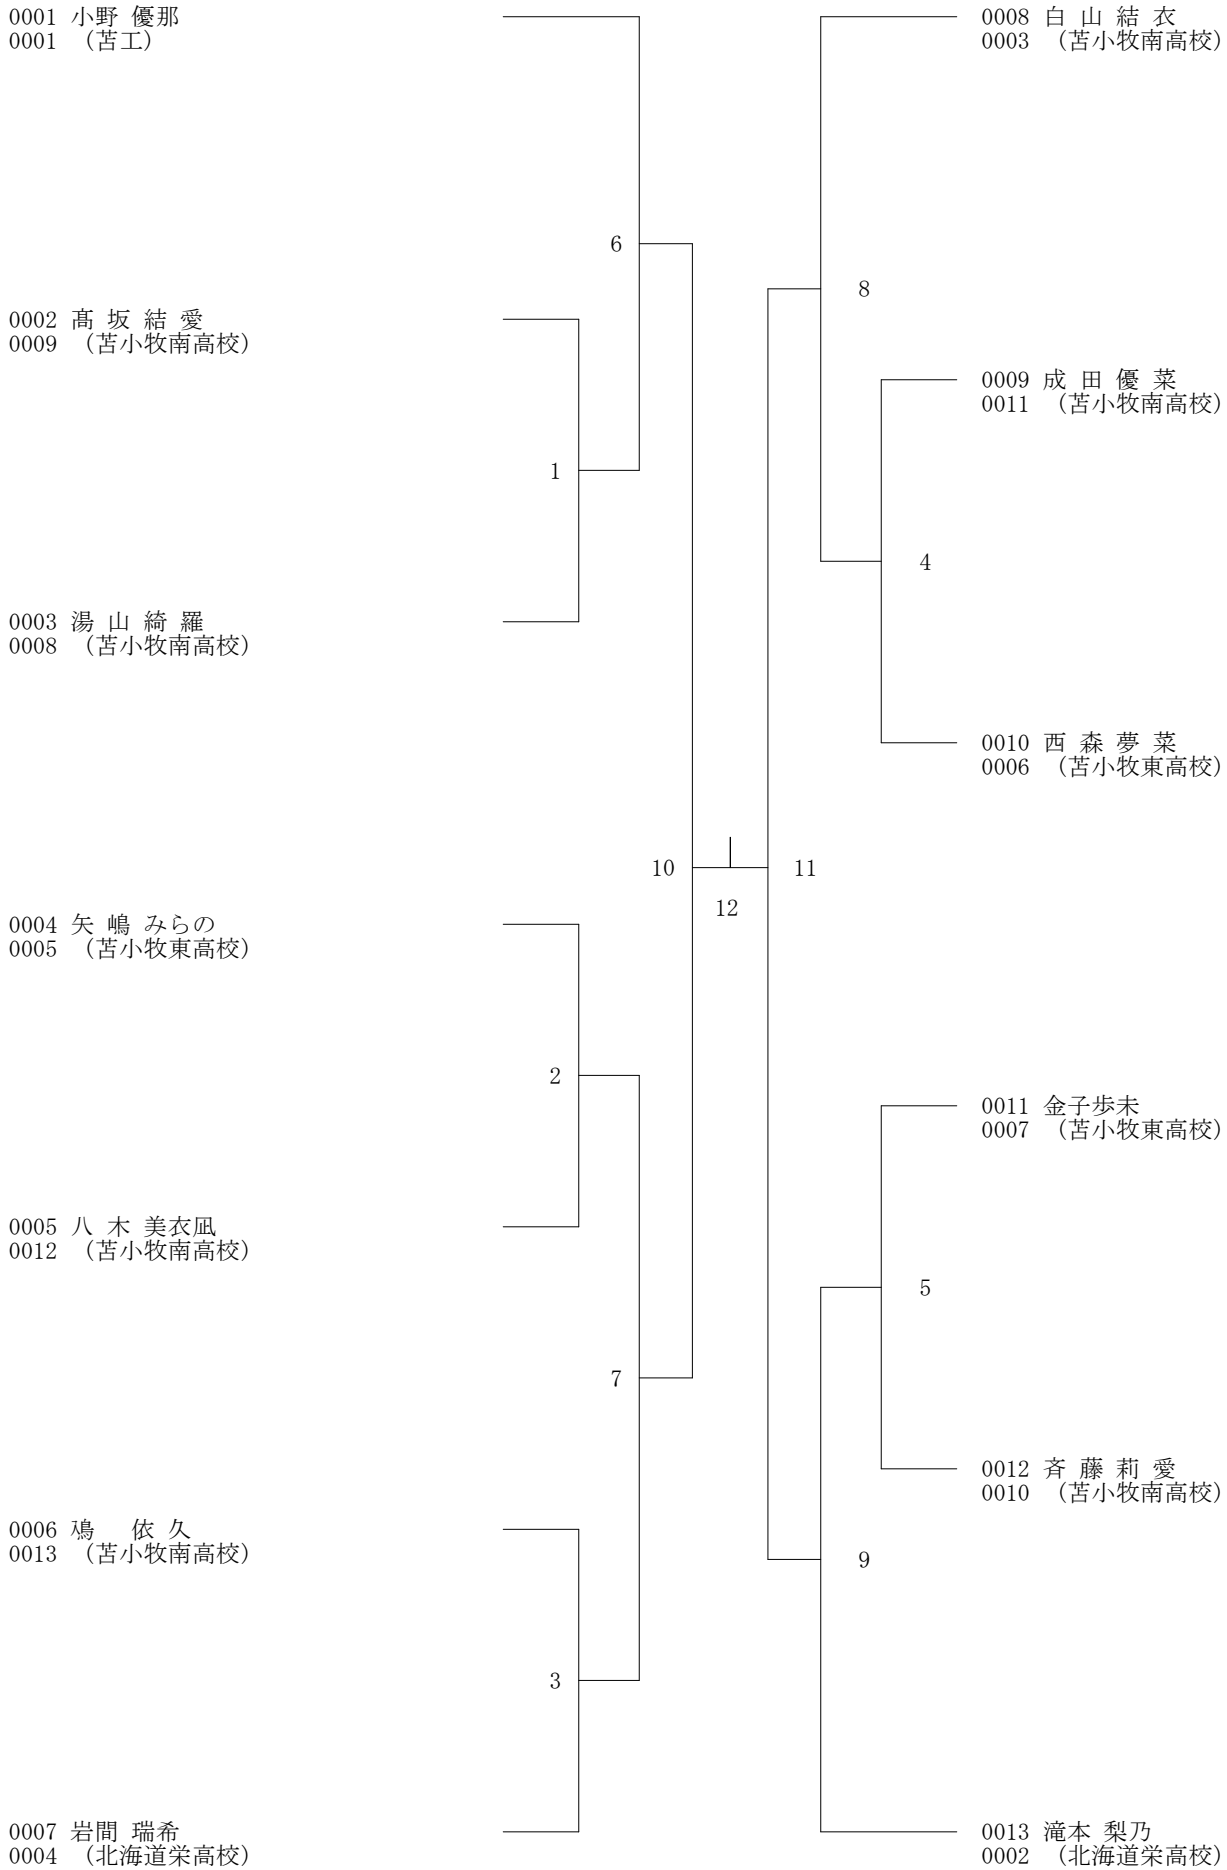 0001 小野 優那
0001 （苫工）
6
0002 髙 坂 結 愛
0009 （苫小牧南高校）
1
0003 湯 山 綺 羅
0008 （苫小牧南高校）
10
12
0004 矢 嶋 みらの
0005 （苫小牧東高校）
2
0005 八 木 美衣凪
0012 （苫小牧南高校）
7
0006 鳰 依 久
0013 （苫小牧南高校）
3
0007 岩間 瑞希
0004 （北海道栄高校）
0008 白 山 結 衣
0003 （苫小牧南高校）
8
0009 成 田 優 菜
0011 （苫小牧南高校）
4
0010 西 森 夢 菜
0006 （苫小牧東高校）
11
0011 金子歩未
0007 （苫小牧東高校）
5
0012 斉 藤 莉 愛
0010 （苫小牧南高校）
9
0013 滝本 梨乃
0002 （北海道栄高校）